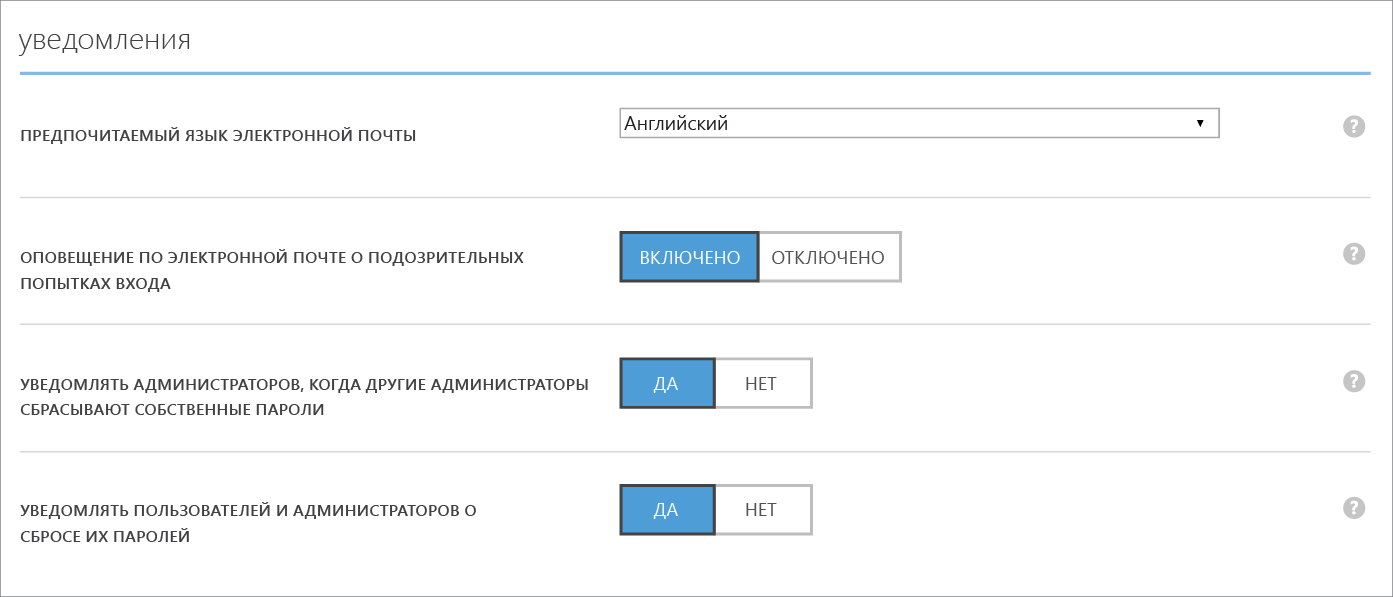 уведомления
ПРЕДПОЧИТАЕМЫЙ ЯЗЫК ЭЛЕКТРОННОЙ ПОЧТЫ
Английский
?
ОПОВЕЩЕНИЕ ПО ЭЛЕКТРОННОЙ ПОЧТЕ О ПОДОЗРИТЕЛЬНЫХ
ПОПЫТКАХ ВХОДА
ВКЛЮЧЕНО ОТКЛЮЧЕНО
?
УВЕДОМЛЯТЬ АДМИНИСТРАТОРОВ, КОГДА ДРУГИЕ АДМИНИСТРАТОРЫ
СБРАСЫВАЮТ СОБСТВЕННЫЕ ПАРОЛИ
ДА НЕТ
?
УВЕДОМЛЯТЬ ПОЛЬЗОВАТЕЛЕЙ И АДМИНИСТРАТОРОВ О
СБРОСЕ ИХ ПАРОЛЕЙ
ДА НЕТ
?